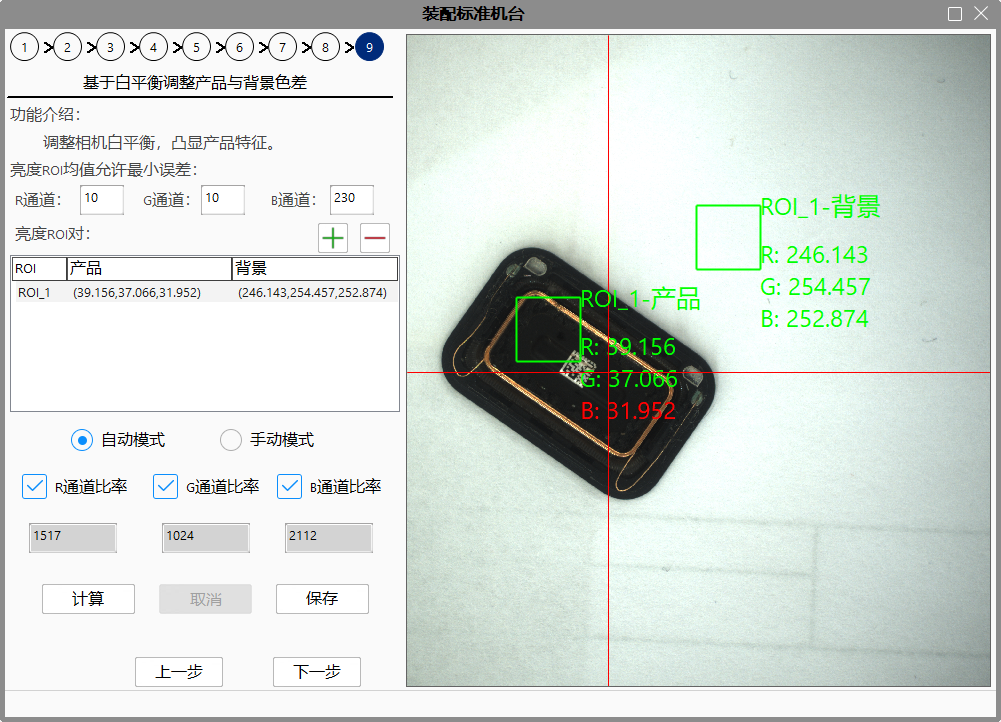 装配标准机台
1 2 3 4 5 6 7 8 9
基于白平衡调整产品与背景色差
功能介绍：
调整相机白平衡，凸显产品特征。
亮度ROI均值允许最小误差：
R通道： 10 G通道： 10 B通道： 230
亮度ROI对：
ROI 产品 背景
ROI_1 (39.156,37.066,31.952) (246.143,254.457,252.874)
自动模式 手动模式
R通道比率 G通道比率 B通道比率
1517 1024 2112
计算 取消 保存
上一步 下一步
ROI_1-背景
R: 246.143
G: 254.457
B: 252.874
ROI_1-产品
R: 39.156
G: 37.066
B: 31.952